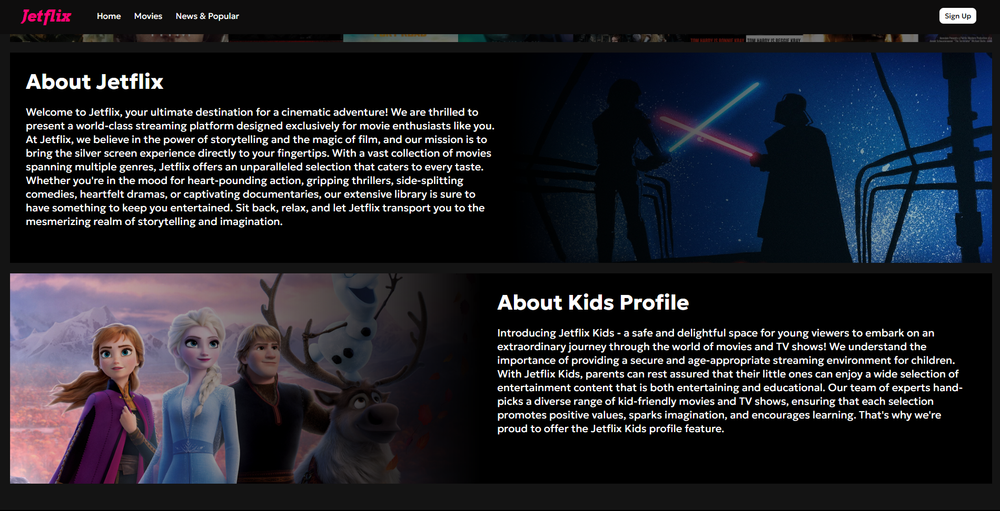 Jetflix
Home
Movies
News & Popular
Sign Up
TOM HARDY IS RONNIE KRAY
TOM HARDY IS REGGIE KRAY
About Jetflix
Welcome to Jetflix, your ultimate destination for a cinematic adventure! We are thrilled to
present a world-class streaming platform designed exclusively for movie enthusiasts like you.
At Jetflix, we believe in the power of storytelling and the magic of film, and our mission is to
bring the silver screen experience directly to your fingertips. With a vast collection of movies
spanning multiple genres, Jetflix offers an unparalleled selection that caters to every taste.
Whether you're in the mood for heart-pounding action, gripping thrillers, side-splitting
comedies, heartfelt dramas, or captivating documentaries, our extensive library is sure to
have something to keep you entertained. Sit back, relax, and let Jetflix transport you to the
mesmerizing realm of storytelling and imagination.
About Kids Profile
Introducing Jetflix Kids - a safe and delightful space for young viewers to embark on an
extraordinary journey through the world of movies and TV shows! We understand the
importance of providing a secure and age-appropriate streaming environment for children.
With Jetflix Kids, parents can rest assured that their little ones can enjoy a wide selection of
entertainment content that is both entertaining and educational. Our team of experts hand-
picks a diverse range of kid-friendly movies and TV shows, ensuring that each selection
promotes positive values, sparks imagination, and encourages learning. That's why we're
proud to offer the Jetflix Kids profile feature.